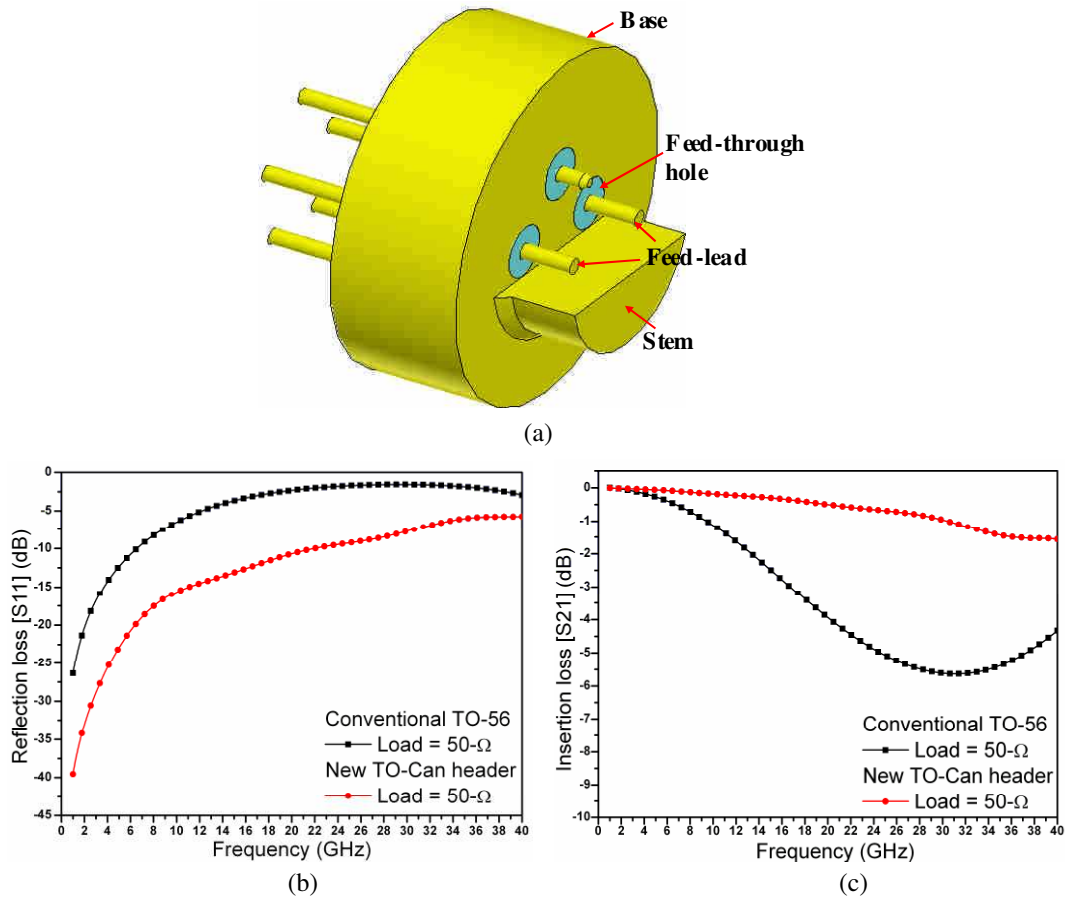 Base
Feed-through
hole
Feed-lead
Stem
(a)
0
-5
-10
-15
-20
-25
-30
-35
-40
-45
Reflection loss [S11] (dB)
Conventional TO-56
Load = 50-Ω
New TO-Can header
Load = 50-Ω
0 2 4 6 8 10 12 14 16 18 20 22 24 26 28 30 32 34 36 38 40
Frequency (GHz)
(b)
0
-1
-2
-3
-4
-5
-6
-7
-8
-9
-10
Insertion loss [S21] (dB)
Conventional TO-56
Load = 50-Ω
New TO-Can header
Load = 50-Ω
0 2 4 6 8 10 12 14 16 18 20 22 24 26 28 30 32 34 36 38 40
Frequency (GHz)
(c)